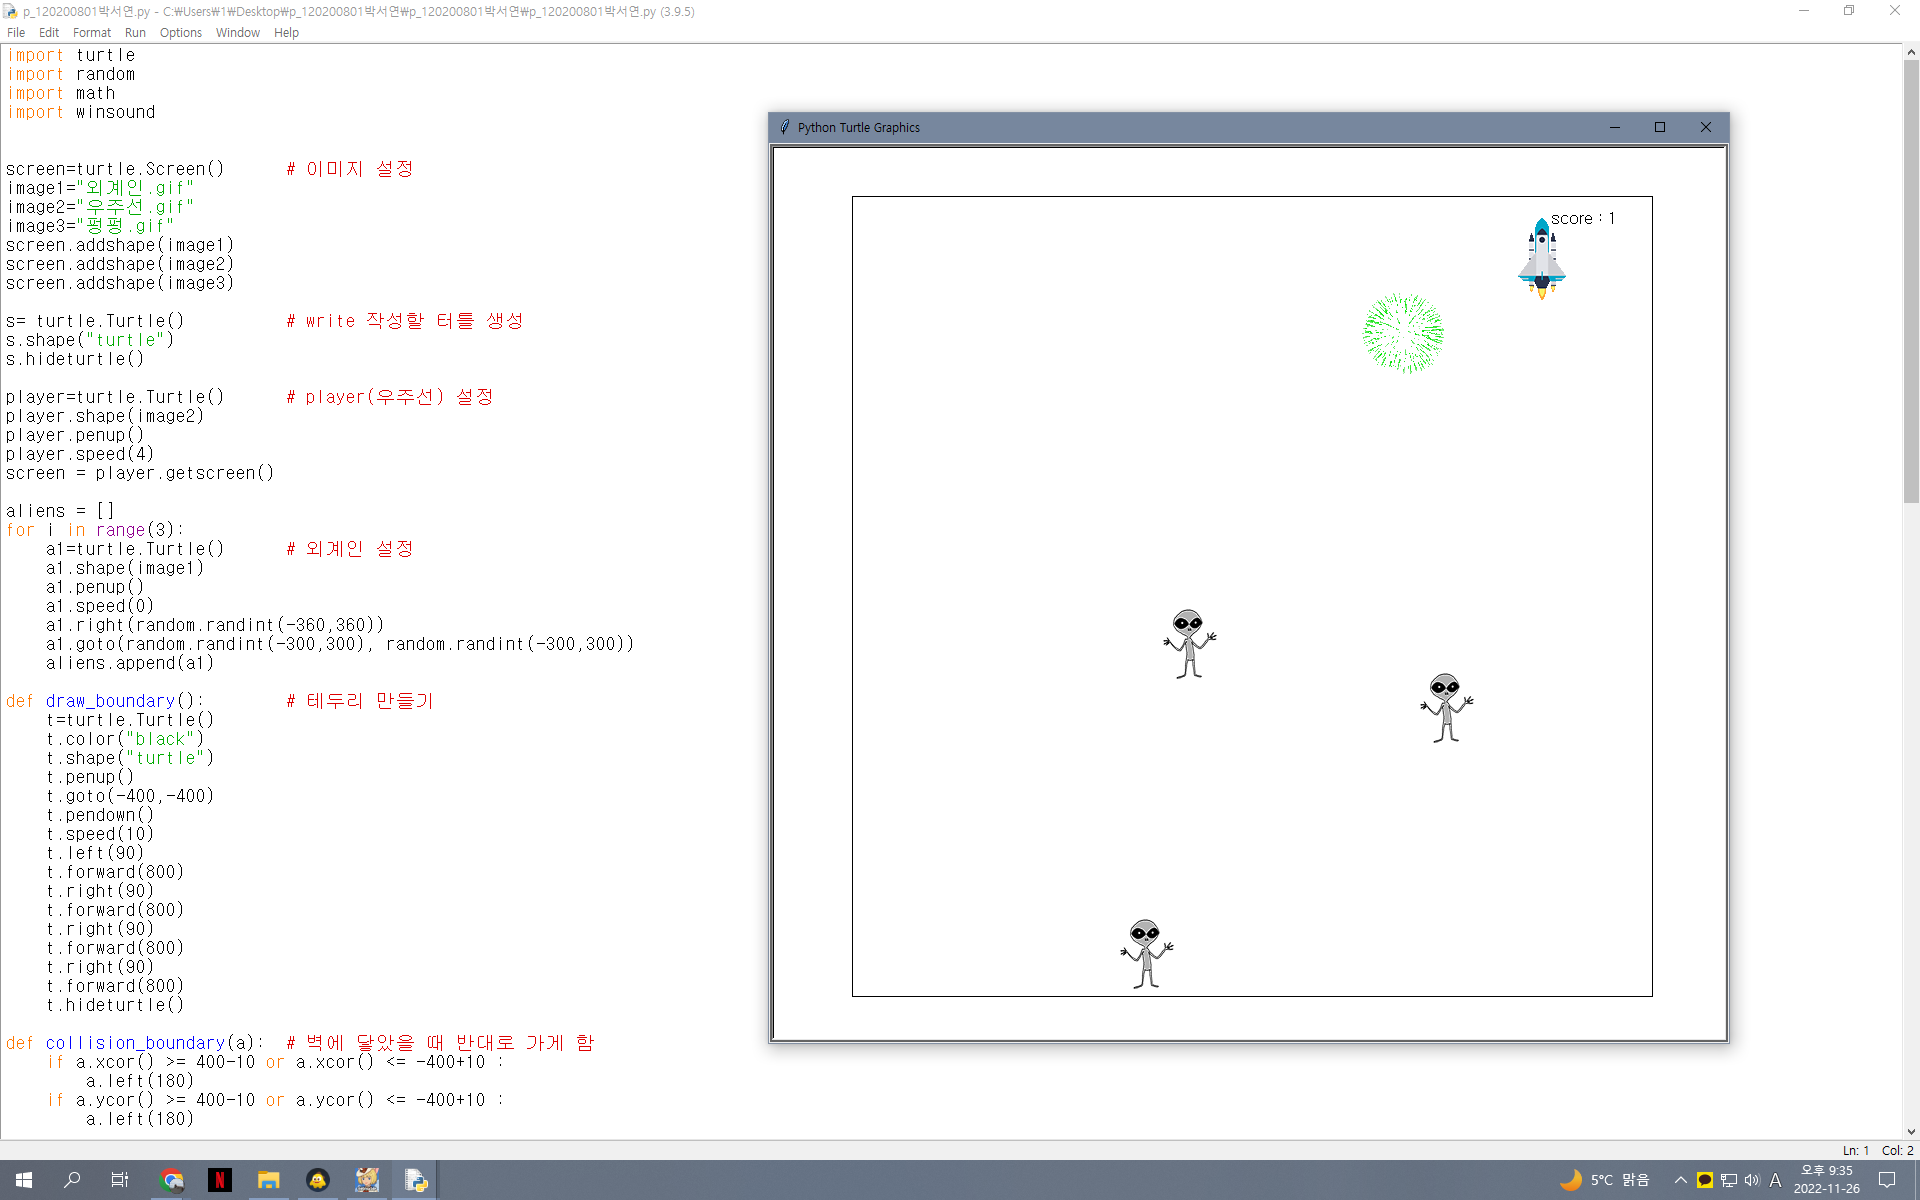 p_120200801박서연.py - C:\Users\1\Desktop\p_120200801박서연\p_120200801박서연\p_120200801박서연.py (3.9.5)
File Edit Format Run Options Window Help
import turtle
import random
import math
import winsound
screen=turtle.Screen() # 이미지 설정
image1="외계인.gif"
image2="우주선.gif"
image3="펑펑.gif"
screen.addshape(image1)
screen.addshape(image2)
screen.addshape(image3)
s= turtle.Turtle() # write 작성할 터틀 생성
s.shape("turtle")
s.hideturtle()
player=turtle.Turtle() # player(우주선) 설정
player.shape(image2)
player.penup()
player.speed(4)
screen = player.getscreen()
aliens = []
for i in range(3):
    a1=turtle.Turtle() # 외계인 설정
    a1.shape(image1)
    a1.penup()
    a1.speed(0)
    a1.right(random.randint(-360,360))
    a1.goto(random.randint(-300,300), random.randint(-300,300))
    aliens.append(a1)
def draw_boundary(): # 테두리 만들기
    t=turtle.Turtle()
    t.color("black")
    t.shape("turtle")
    t.penup()
    t.goto(-400,-400)
    t.pendown()
    t.speed(10)
    t.left(90)
    t.forward(800)
    t.right(90)
    t.forward(800)
    t.right(90)
    t.forward(800)
    t.right(90)
    t.forward(800)
    t.hideturtle()
def collision_boundary(a): # 벽에 닿았을 때 반대로 가게 함
    if a.xcor() >= 400-10 or a.xcor() <= -400+10 :
        a.left(180)
    if a.ycor() >= 400-10 or a.ycor() <= -400+10 :
        a.left(180)
Python Turtle Graphics
score : 1
Ln: 1 Col: 2
N
5°C 맑음
A
오후 9:35
2022-11-26